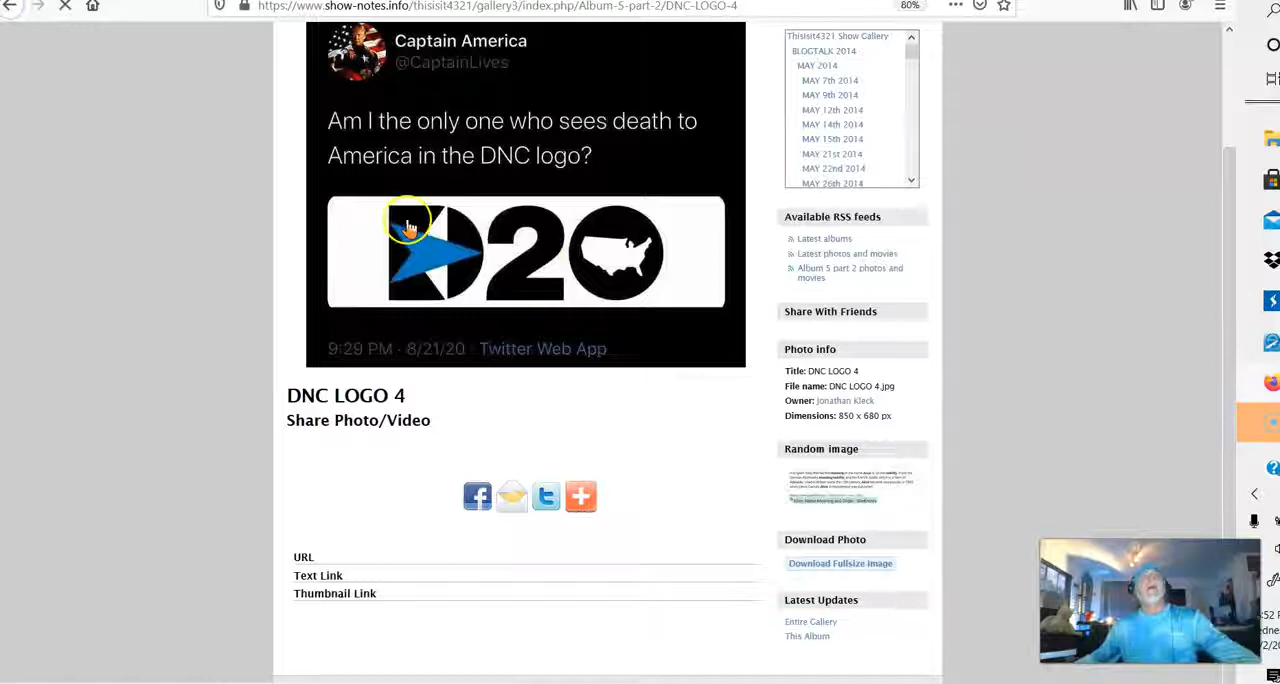 https://www.show-notes.info/thisisit4321/gallery3/index.php/Album-5-part-2/DNC-LOGO-4
80%
Captain America
@CaptainLives
Am I the only one who sees death to
America in the DNC logo?
D20
9:29 PM · 8/21/20 · Twitter Web App
DNC LOGO 4
Share Photo/Video
URL
Text Link
Thumbnail Link
Thisisit4321 Show Gallery
BLOGTALK 2014
MAY 2014
MAY 7th 2014
MAY 9th 2014
MAY 12th 2014
MAY 14th 2014
MAY 15th 2014
MAY 21st 2014
MAY 22nd 2014
MAY 26th 2014
Available RSS feeds
Latest albums
Latest photos and movies
Album 5 part 2 photos and
movies
Share With Friends
Photo info
Title: DNC LOGO 4
File name: DNC LOGO 4.jpg
Owner: Jonathan Kleck
Dimensions: 850 x 680 px
Random image
Download Photo
Download Fullsize Image
Latest Updates
Entire Gallery
This Album